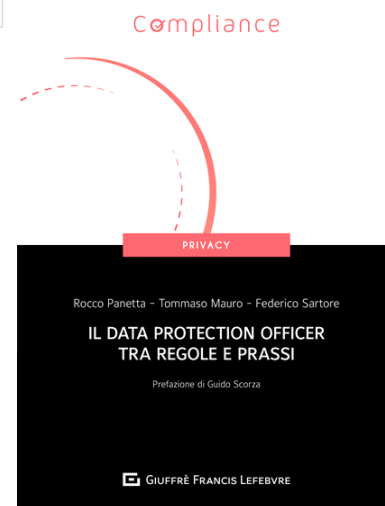 Compliance
PRIVACY
Rocco Panetta - Tommaso Mauro - Federico Sartore
IL DATA PROTECTION OFFICER
TRA REGOLE E PRASSI
Prefazione di Guido Scorza
GIUFFRÈ FRANCIS LEFEBVRE